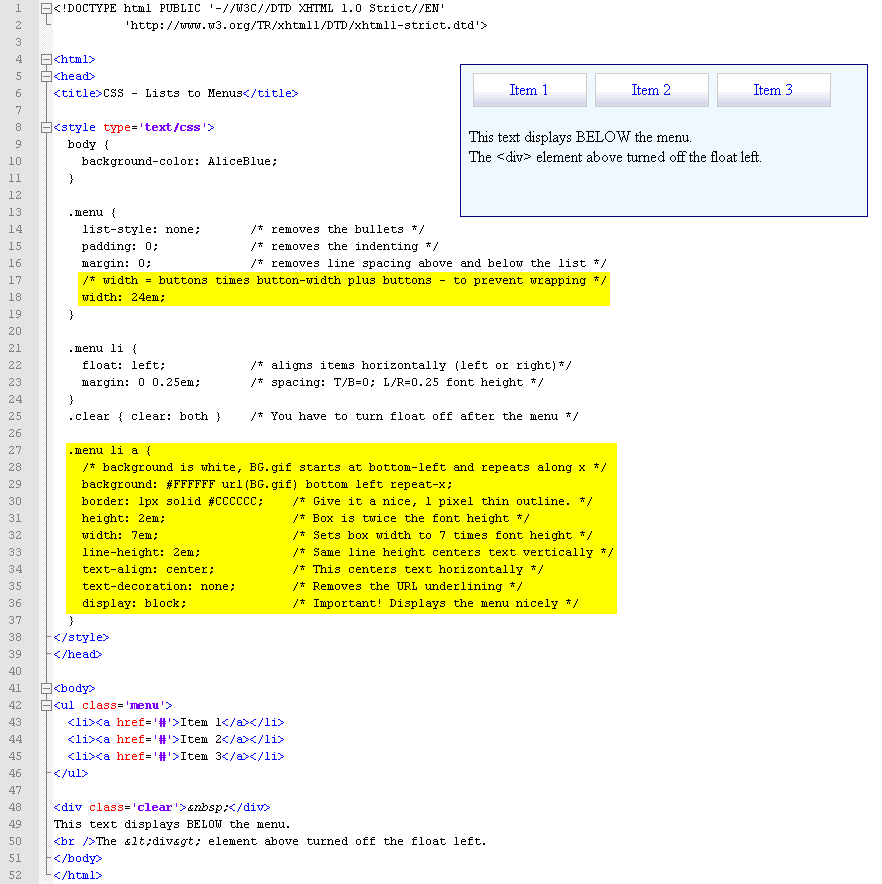 1 <!DOCTYPE html PUBLIC '-//W3C//DTD XHTML 1.0 Strict//EN'
2 'http://www.w3.org/TR/xhtml1/DTD/xhtml1-strict.dtd'>
3
4 <html>
5 <head>
6 <title>CSS - Lists to Menus</title>
7
8 <style type='text/css'>
9 body {
10 background-color: AliceBlue;
11 }
12
13 .menu {
14 list-style: none; /* removes the bullets */
15 padding: 0; /* removes the indenting */
16 margin: 0; /* removes line spacing above and below the list */
17 /* width = buttons times button-width plus buttons - to prevent wrapping */
18 width: 24em;
19 }
20
21 .menu li {
22 float: left; /* aligns items horizontally (left or right)*/
23 margin: 0 0.25em; /* spacing: T/B=0; L/R=0.25 font height */
24 }
25 .clear { clear: both } /* You have to turn float off after the menu */
26
27 .menu li a {
28 /* background is white, BG.gif starts at bottom-left and repeats along x */
29 background: #FFFFFF url(BG.gif) bottom left repeat-x;
30 border: 1px solid #CCCCCC; /* Give it a nice, 1 pixel thin outline. */
31 height: 2em; /* Box is twice the font height */
32 width: 7em; /* Sets box width to 7 times font height */
33 line-height: 2em; /* Same line height centers text vertically */
34 text-align: center; /* This centers text horizontally */
35 text-decoration: none; /* Removes the URL underlining */
36 display: block; /* Important! Displays the menu nicely */
37 }
38 </style>
39 </head>
40
41 <body>
42 <ul class='menu'>
43 <li><a href='#'>Item 1</a></li>
44 <li><a href='#'>Item 2</a></li>
45 <li><a href='#'>Item 3</a></li>
46 </ul>
47
48 <div class='clear'>&nbsp;</div>
49 This text displays BELOW the menu.
50 <br />The &lt;div&gt; element above turned off the float left.
51 </body>
52 </html>
Item 1 Item 2 Item 3
This text displays BELOW the menu.
The <div> element above turned off the float left.